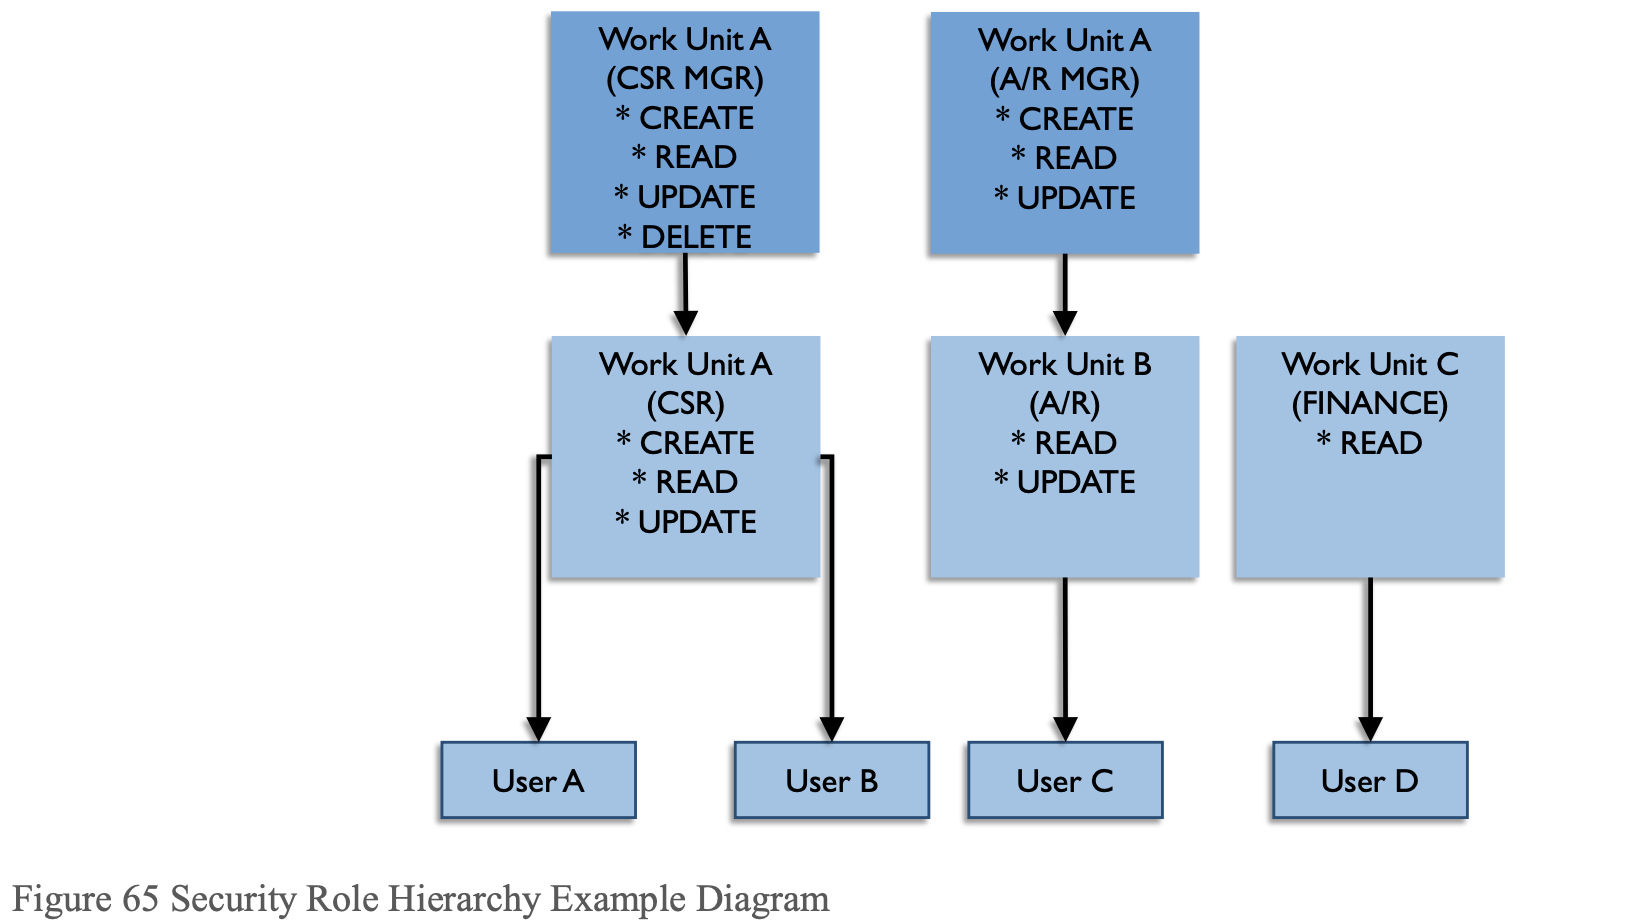 Work Unit A
(CSR MGR)
* CREATE
* READ
* UPDATE
* DELETE
Work Unit A
(A/R MGR)
* CREATE
* READ
* UPDATE
Work Unit A
(CSR)
* CREATE
* READ
* UPDATE
Work Unit B
(A/R)
* READ
* UPDATE
Work Unit C
(FINANCE)
* READ
User A
User B
User C
User D
Figure 65 Security Role Hierarchy Example Diagram